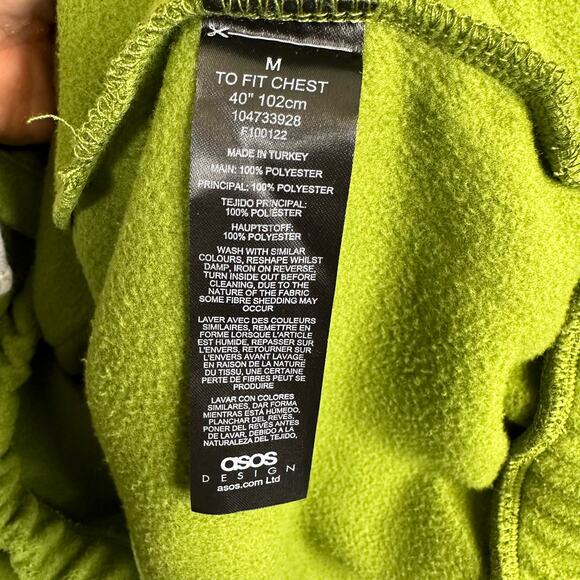 M
TO FIT CHEST
40" 102cm
104733928
F100122
MADE IN TURKEY
MAIN: 100% POLYESTER
PRINCIPAL: 100% POLYESTER
TEJIDO PRINCIPAL:
100% POLIÉSTER
HAUPTSTOFF:
100% POLYESTER
WASH WITH SIMILAR
COLOURS, RESHAPE WHILST
DAMP, IRON ON REVERSE,
TURN INSIDE OUT BEFORE
CLEANING, DUE TO THE
NATURE OF THE FABRIC
SOME FIBRE SHEDDING MAY
OCCUR
LAVER AVEC DES COULEURS
SIMILAIRES, REMETTRE EN
FORME LORSQUE L'ARTICLE
EST HUMIDE, REPASSER SUR
L'ENVERS, RETOURNER SUR
L'ENVERS AVANT LAVAGE,
EN RAISON DE LA NATURE
DU TISSU, UNE CERTAINE
PERTE DE FIBRES PEUT SE
PRODUIRE
LAVAR CON COLORES
SIMILARES, DAR FORMA
MIENTRAS ESTÁ HÚMEDO,
PLANCHAR DEL REVÉS,
PONER DEL REVÉS ANTES
DE LAVAR, DEBIDO A LA
NATURALEZA DEL TEJIDO,
asos
DESIGN
asos.com Ltd